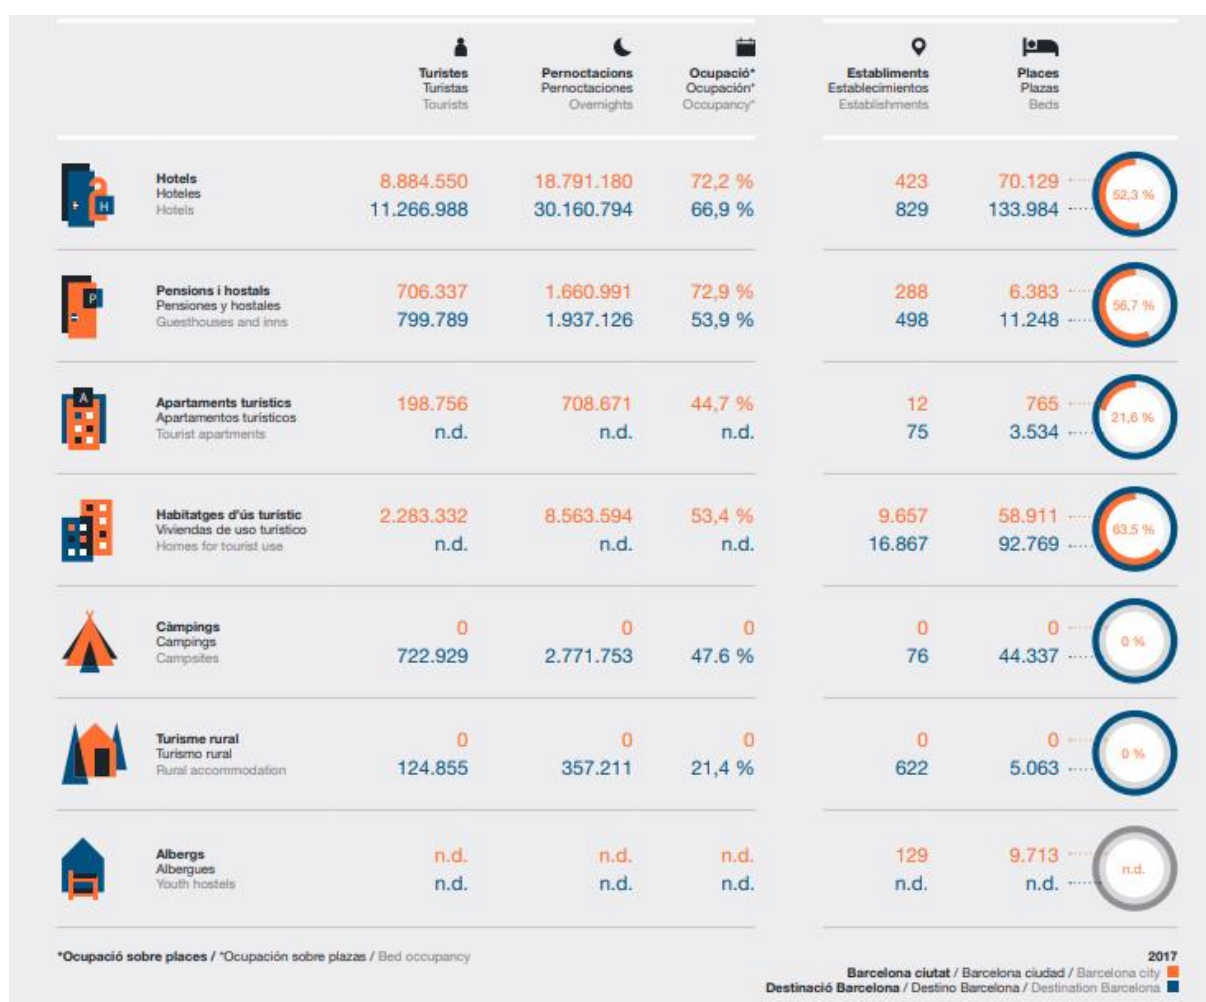 Turistes Pernoctacions Ocupació* Establiments Places
Turistas Pernoctaciones Ocupación* Establecimientos Plazas
Tourists Overnights Occupancy* Establishments Beds
Hotels 8.884.550 18.791.180 72,2 % 423 70.129
Hoteles
Hotels 11.266.988 30.160.794 66,9 % 829 133.984
52,3 %
H
Pensions i hostals 706.337 1.660.991 72,9 % 288 6.383
Pensiones y hostales
Guesthouses and inns 799.789 1.937.126 53,9 % 498 11.248
56,7 %
P
Apartaments turístics 198.756 708.671 44,7 % 12 765
Apartamentos turísticos
Tourist apartments n.d. n.d. n.d. 75 3.534
21,6 %
A
Habitatges d'ús turístic 2.283.332 8.563.594 53,4 % 9.657 58.911
Viviendas de uso turístico
Homes for tourist use n.d. n.d. n.d. 16.867 92.769
63,5 %
Càmpings 0 0 0 0 0
Campings
Campsites 722.929 2.771.753 47.6 % 76 44.337
0 %
Turisme rural 0 0 0 0 0
Turismo rural
Rural accommodation 124.855 357.211 21,4 % 622 5.063
0 %
Albergs n.d. n.d. n.d. 129 9.713
Albergues
Youth hostels n.d. n.d. n.d. n.d. n.d.
n.d.
*Ocupació sobre places / *Ocupación sobre plazas / Bed occupancy
2017
Barcelona ciutat / Barcelona ciudad / Barcelona city
Destinació Barcelona / Destino Barcelona / Destination Barcelona